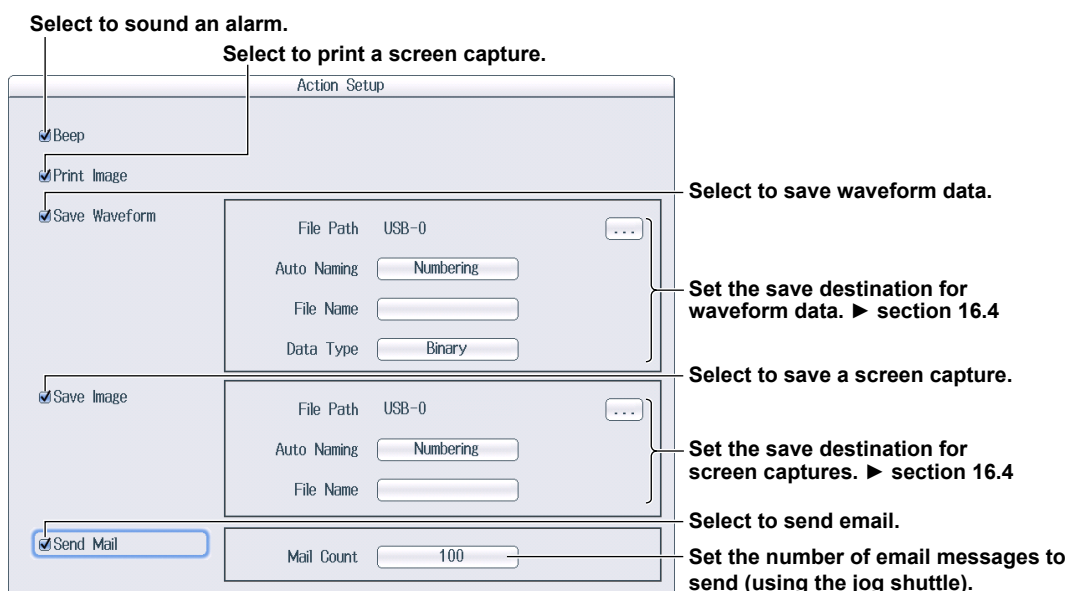 Select to sound an alarm.
Select to print a screen capture.
Action Setup
Beep
Print Image
Select to save waveform data.
Save Waveform
File Path USB-0 ...
Auto Naming Numbering
Set the save destination for
waveform data. ► section 16.4
File Name
Data Type Binary
Select to save a screen capture.
Save Image
File Path USB-0 ...
Auto Naming Numbering
Set the save destination for
screen captures. ► section 16.4
File Name
Select to send email.
Send Mail
Mail Count 100
Set the number of email messages to
send (using the jog shuttle).